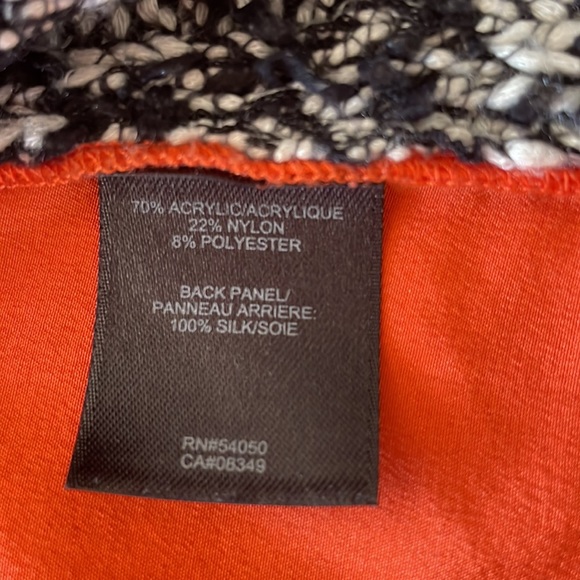 70% ACRYLIC/ACRYLIQUE
22% NYLON
8% POLYESTER
BACK PANEL/
PANNEAU ARRIERE:
100% SILK/SOIE
RN#54050
CA#08349